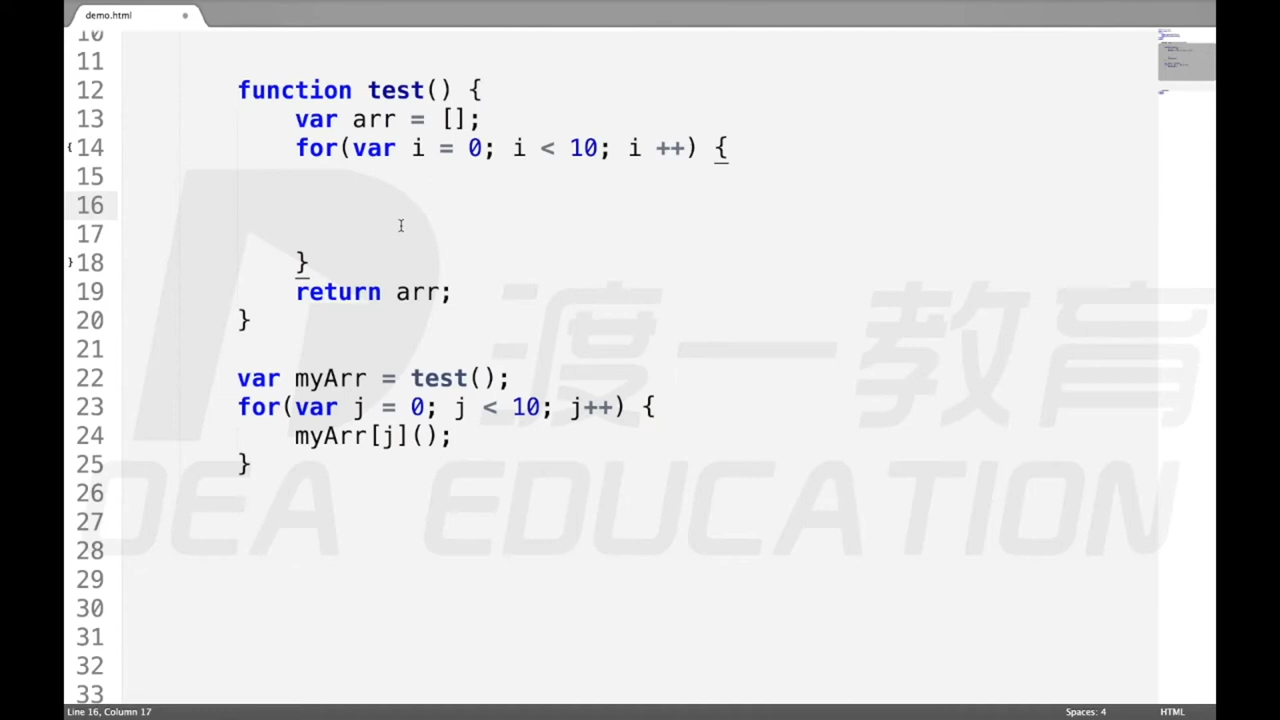 demo.html
10
11
12 function test() {
13 var arr = [];
14 for(var i = 0; i < 10; i ++) {
15
16
17
18 }
19 return arr;
20 }
21
22 var myArr = test();
23 for(var j = 0; j < 10; j++) {
24 myArr[j]();
25 }
26
27
28
29
30
31
32
33
渡一教育
DEA EDUCATION
Line 16, Column 17
Spaces: 4
HTML